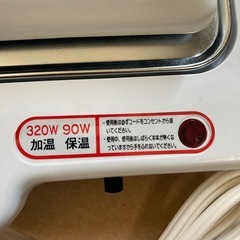 320W 90W
加温 保温
・使用後は必ずコードをコンセントから抜
いてください。
・使用中、使用後はしばらく本体が熱くな
っていますから手をふれないでください。